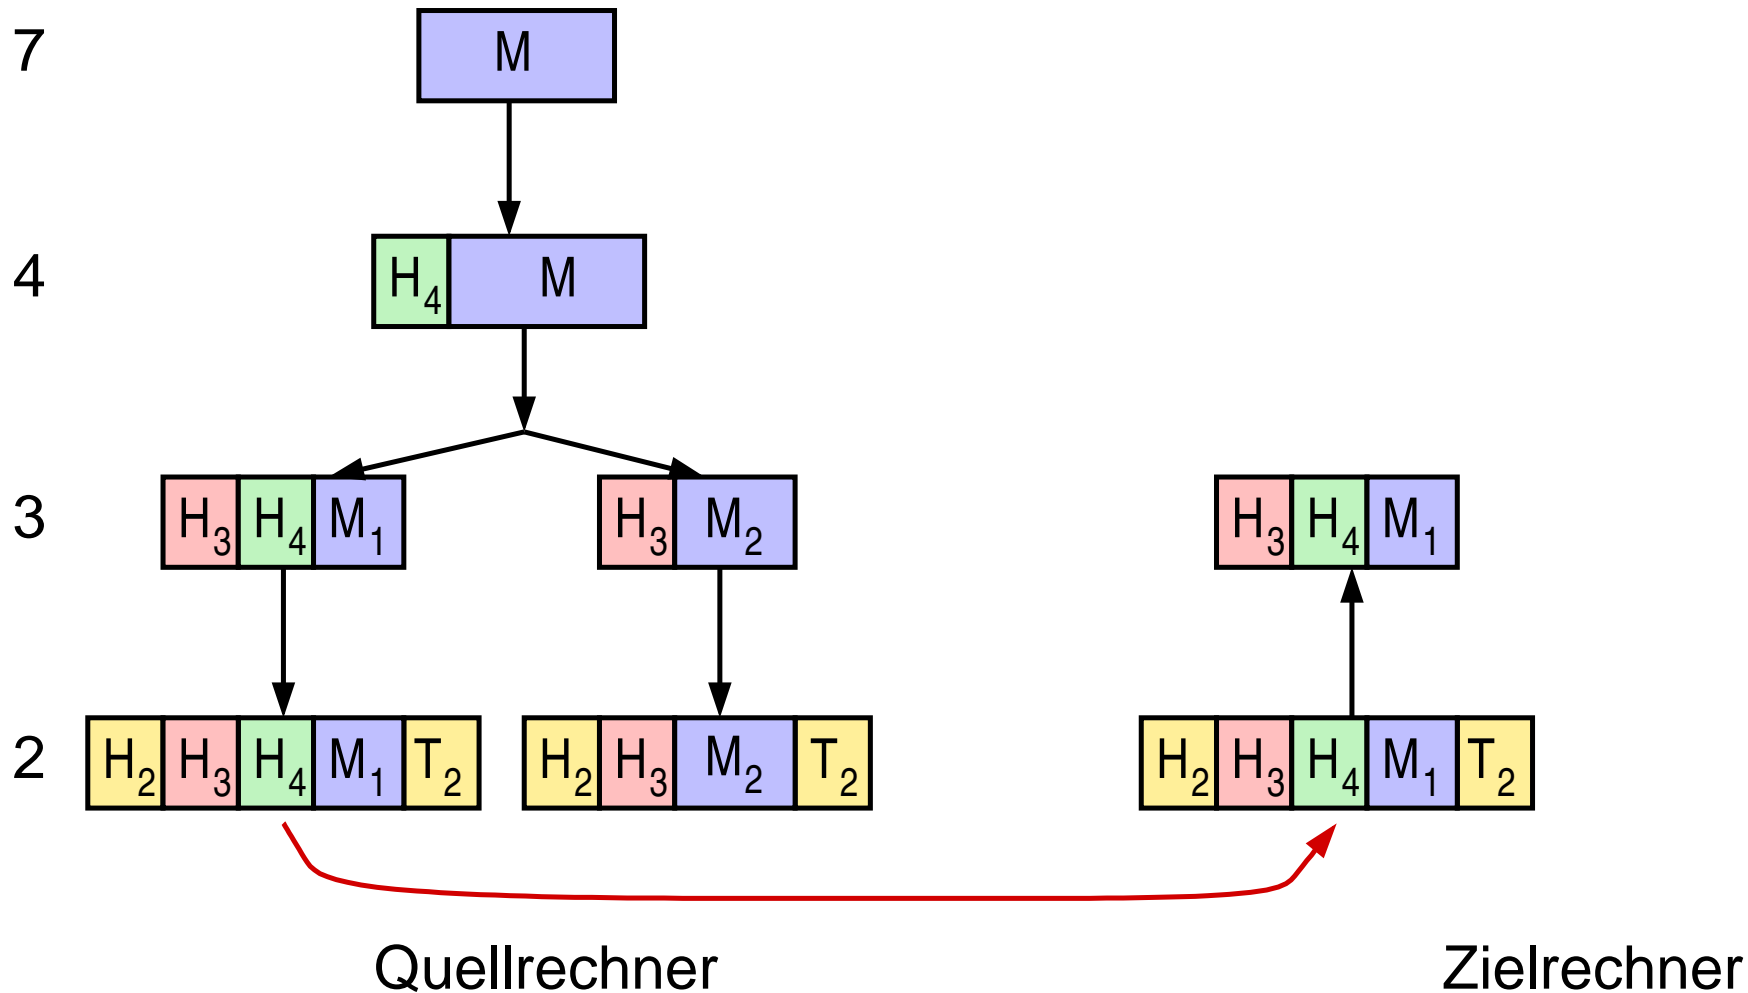 7 M
4 H4 M
3 H3 H4 M1 H3 M2 H3 H4 M1
2 H2 H3 H4 M1 T2 H2 H3 M2 T2 H2 H3 H4 M1 T2
Quellrechner Zielrechner